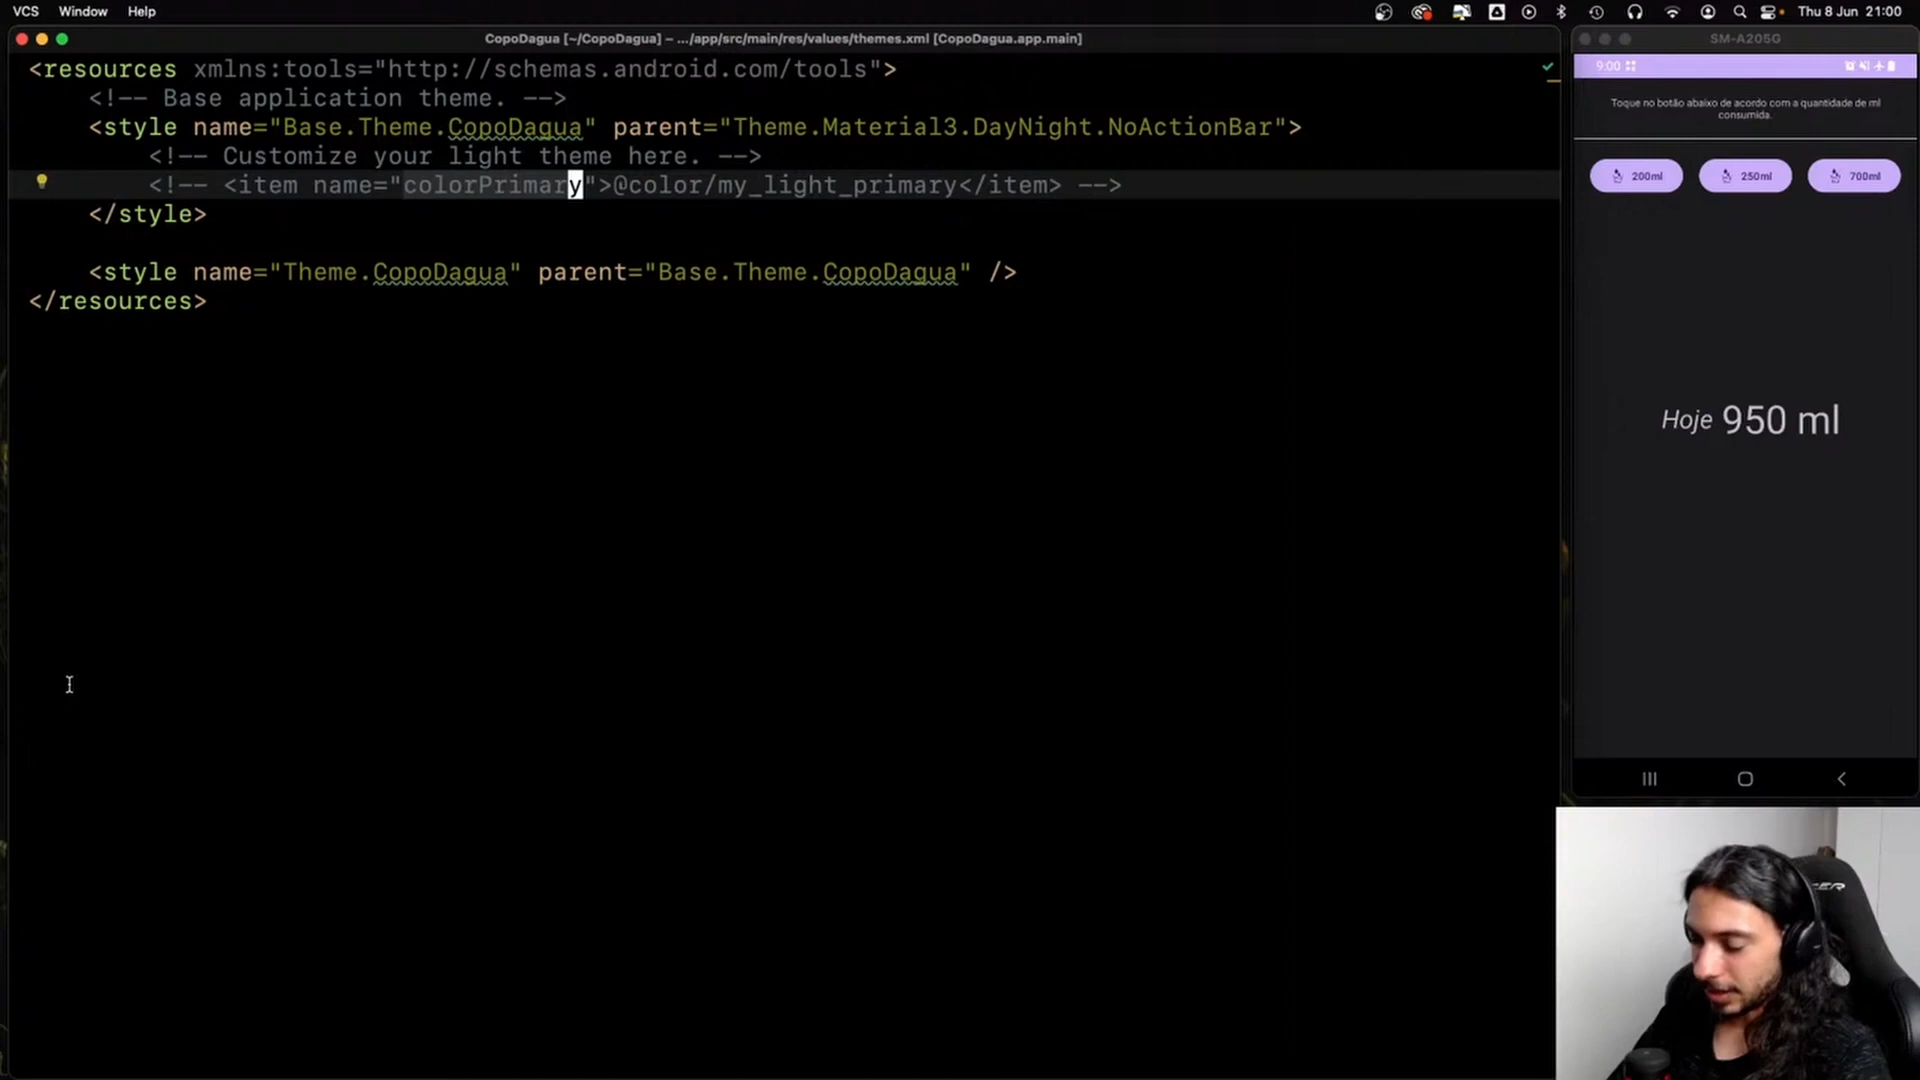 VCS Window Help
Thu 8 Jun 21:00
CopoDagua [~/CopoDagua] – .../app/src/main/res/values/themes.xml [CopoDagua.app.main]
<resources xmlns:tools="http://schemas.android.com/tools">
<!-- Base application theme. -->
<style name="Base.Theme.CopoDagua" parent="Theme.Material3.DayNight.NoActionBar">
<!-- Customize your light theme here. -->
<!-- <item name="colorPrimary">@color/my_light_primary</item> -->
</style>
<style name="Theme.CopoDagua" parent="Base.Theme.CopoDagua" />
</resources>
SM-A205G
9:00
Toque no botão abaixo de acordo com a quantidade de ml
consumida.
200ml 250ml 700ml
Hoje 950 ml